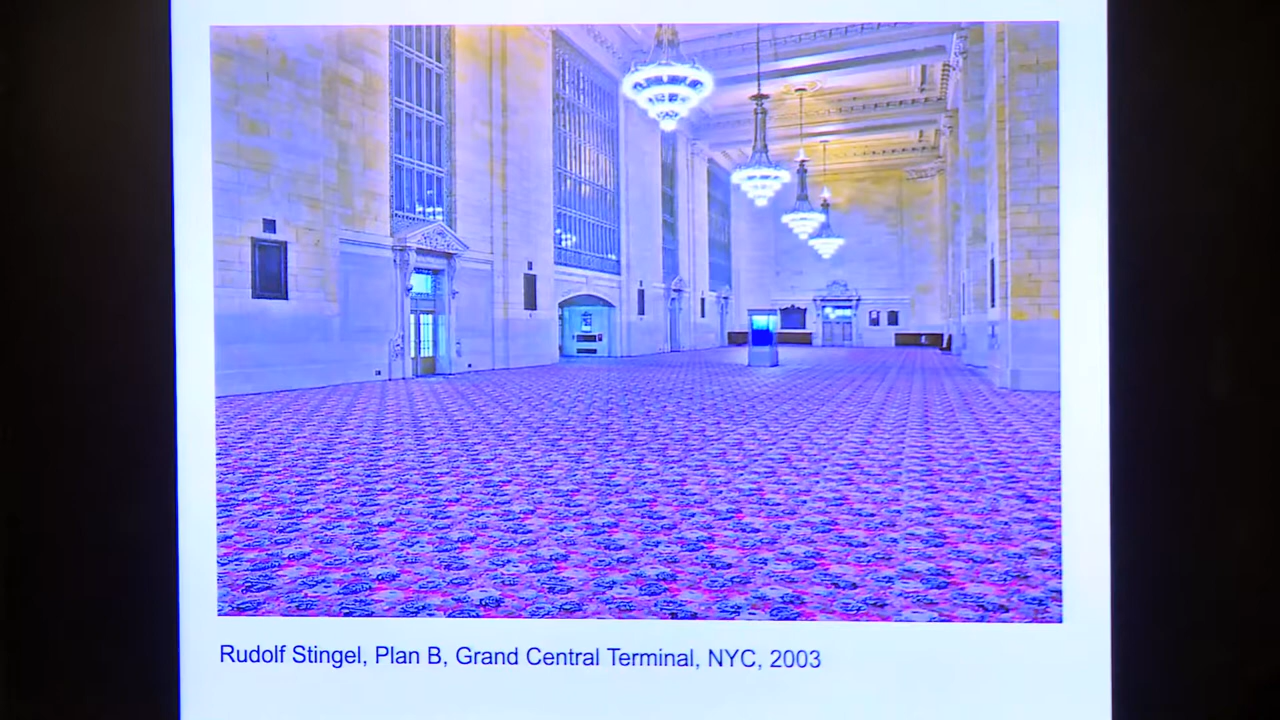 Rudolf Stingel, Plan B, Grand Central Terminal, NYC, 2003